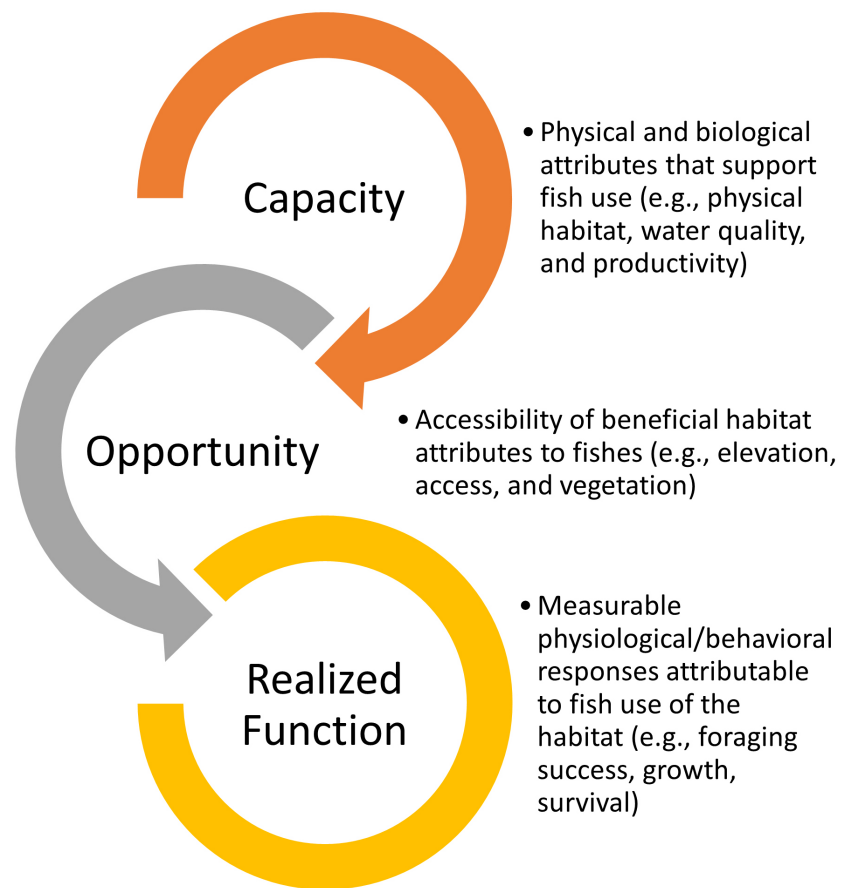 Capacity
• Physical and biological
attributes that support
fish use (e.g., physical
habitat, water quality,
and productivity)
Opportunity
• Accessibility of beneficial habitat
attributes to fishes (e.g., elevation,
access, and vegetation)
Realized
Function
• Measurable
physiological/behavioral
responses attributable
to fish use of the
habitat (e.g., foraging
success, growth,
survival)